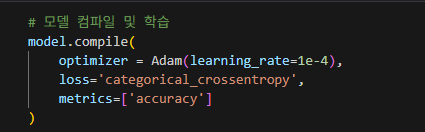 # 모델 컴파일 및 학습
model.compile(
    optimizer = Adam(learning_rate=1e-4),
    loss='categorical_crossentropy',
    metrics=['accuracy']
)